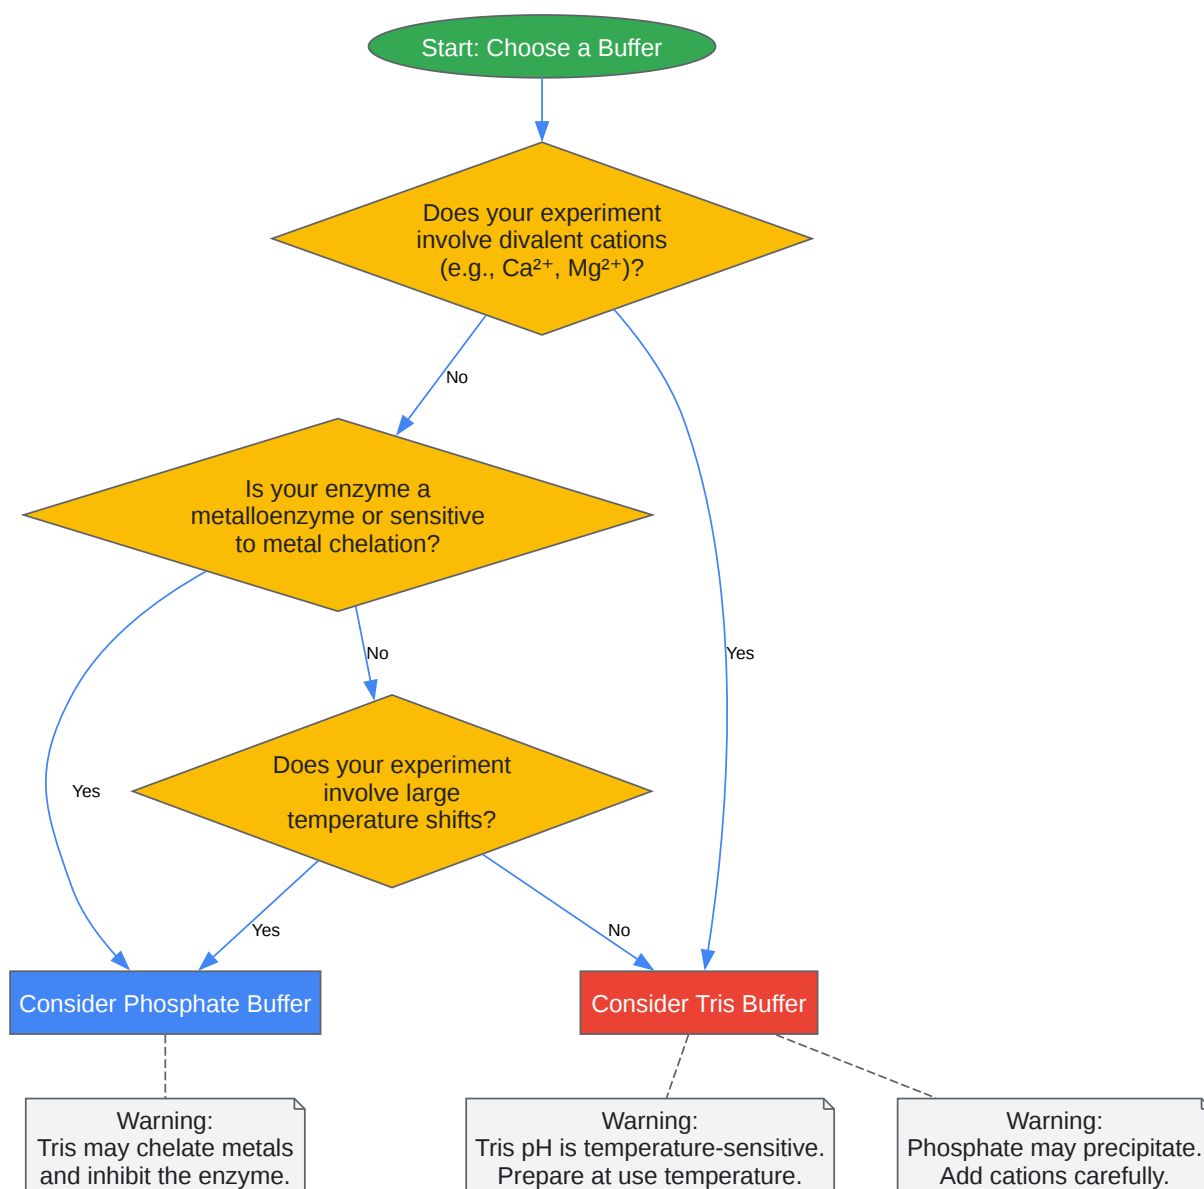 Start: Choose a Buffer
Does your experiment
involve divalent cations
(e.g., Ca²⁺, Mg²⁺)?
No
Is your enzyme a
metalloenzyme or sensitive
to metal chelation?
No
Yes
Does your experiment
involve large
temperature shifts?
Yes
Yes
No
Consider Phosphate Buffer
Consider Tris Buffer
Warning:
Tris may chelate metals
and inhibit the enzyme.
Warning:
Tris pH is temperature-sensitive.
Prepare at use temperature.
Warning:
Phosphate may precipitate.
Add cations carefully.